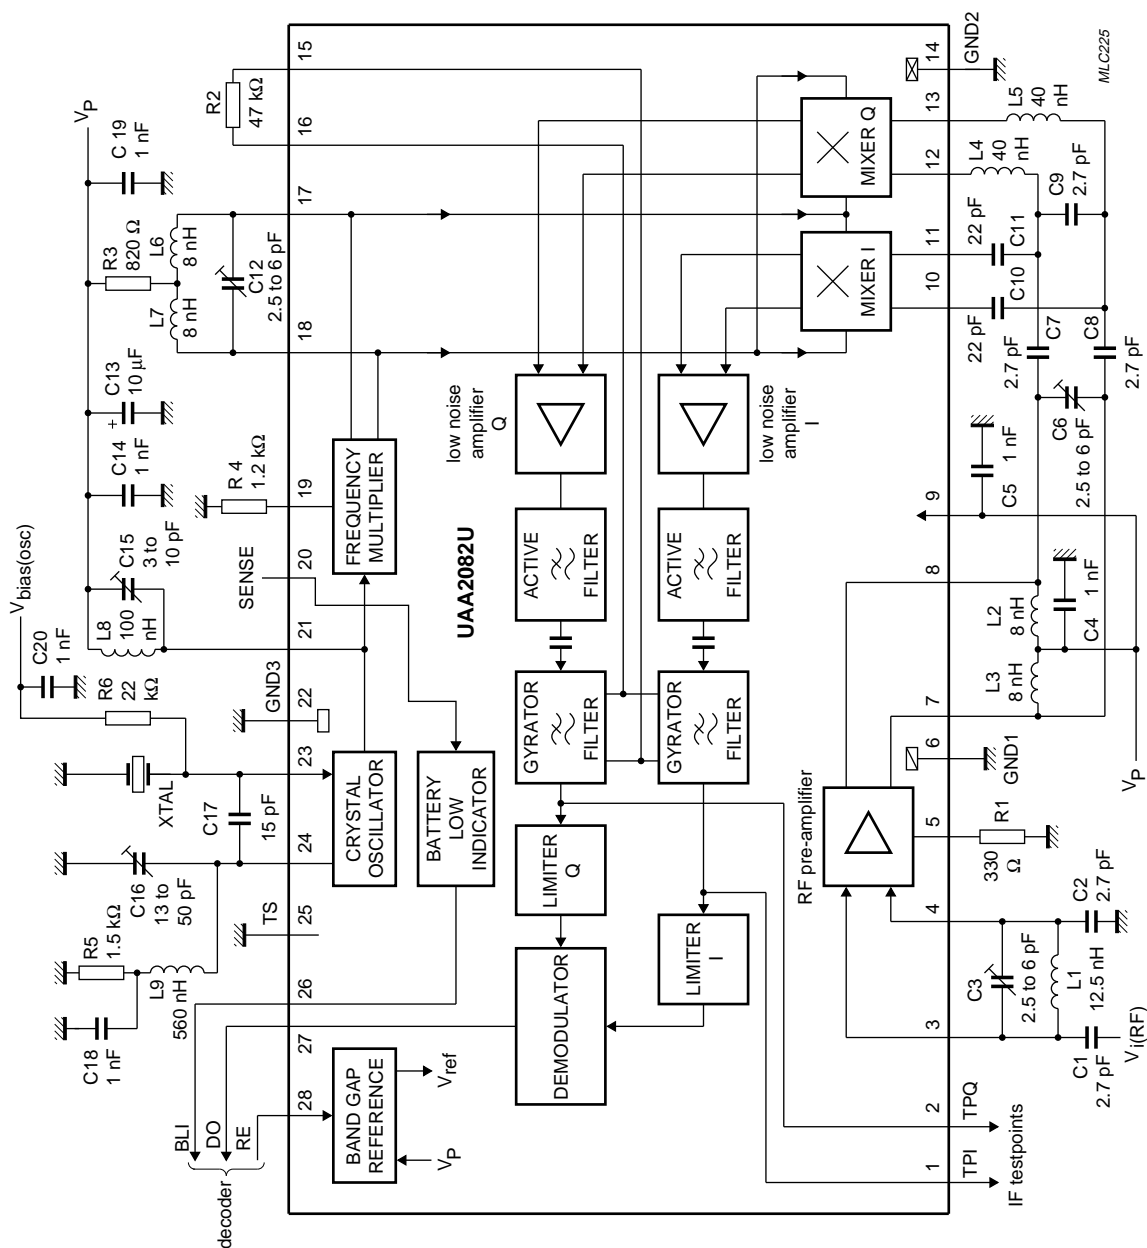 decoder
BLI
DO
RE
C18
1 nF
R5
1.5 kΩ
L9
560 nH
C16
13 to
50 pF
XTAL
C17
15 pF
R6
22
kΩ
C20
1 nF
Vbias(osc)
L8
100
nH
C15
3 to
10 pF
C14
1 nF
+
C13
10 µF
R3
820 Ω
C 19
1 nF
VP
L7
8 nH
L6
8 nH
C12
2.5 to 6 pF
R2
47 kΩ
R 4
1.2 kΩ
SENSE
GND3
TS
28
27
26
25
24
23
22
21
20
19
18
17
16
15
BAND GAP
REFERENCE
VP
Vref
CRYSTAL
OSCILLATOR
BATTERY
LOW
INDICATOR
FREQUENCY
MULTIPLIER
UAA2082U
low noise
amplifier
Q
ACTIVE
FILTER
GYRATOR
FILTER
LIMITER
Q
DEMODULATOR
low noise
amplifier
I
ACTIVE
FILTER
GYRATOR
FILTER
LIMITER
I
MIXER Q
MIXER I
RF pre-amplifier
1
2
3
4
5
6
7
8
9
10
11
12
13
14
TPI
TPQ
IF testpoints
C1
2.7 pF
Vi(RF)
C3
2.5 to 6 pF
L1
12.5 nH
C2
2.7 pF
R1
330
Ω
GND1
VP
L3
8 nH
L2
8 nH
C4
1 nF
C5
1 nF
C6
2.5 to 6 pF
C7
2.7 pF
C8
2.7 pF
C10
22 pF
C11
22 pF
C9
2.7 pF
L4
40
nH
L5
40
nH
GND2
MLC225